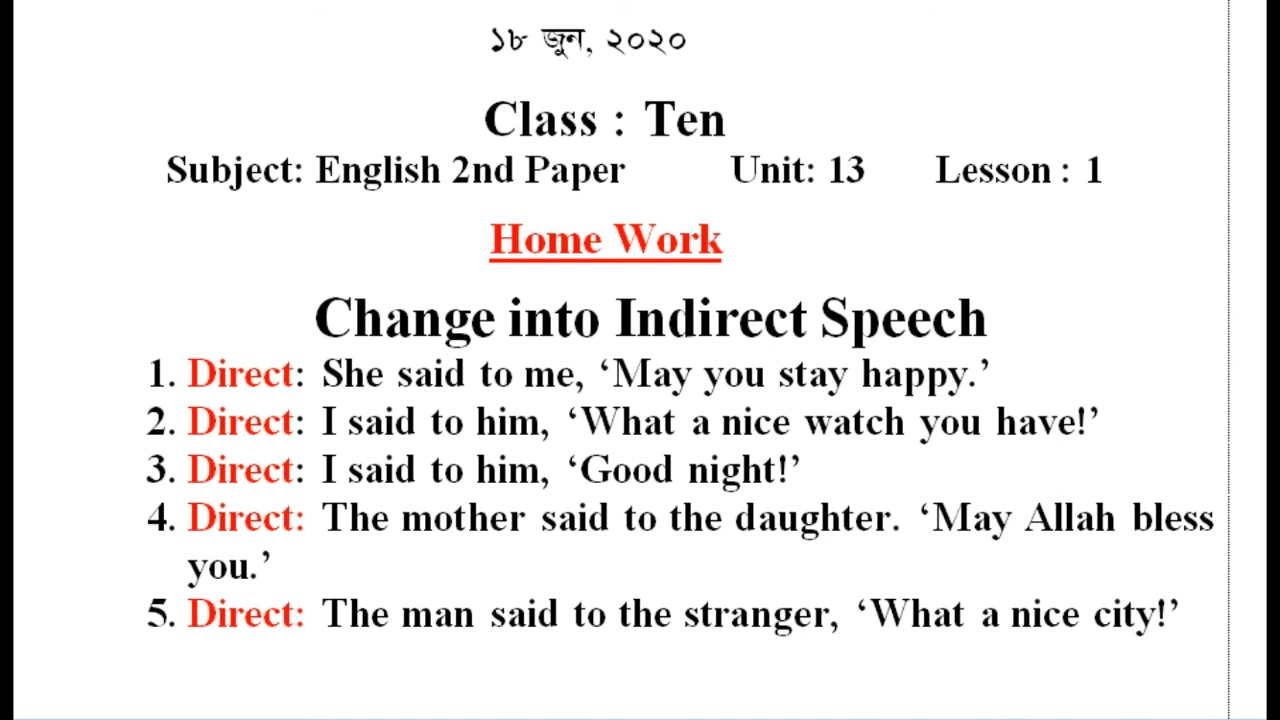 ১৮ জুন, ২০২০
Class : Ten
Subject: English 2nd Paper Unit: 13 Lesson : 1
Home Work
Change into Indirect Speech
1. Direct: She said to me, ‘May you stay happy.’
2. Direct: I said to him, ‘What a nice watch you have!’
3. Direct: I said to him, ‘Good night!’
4. Direct: The mother said to the daughter. ‘May Allah bless
you.’
5. Direct: The man said to the stranger, ‘What a nice city!’